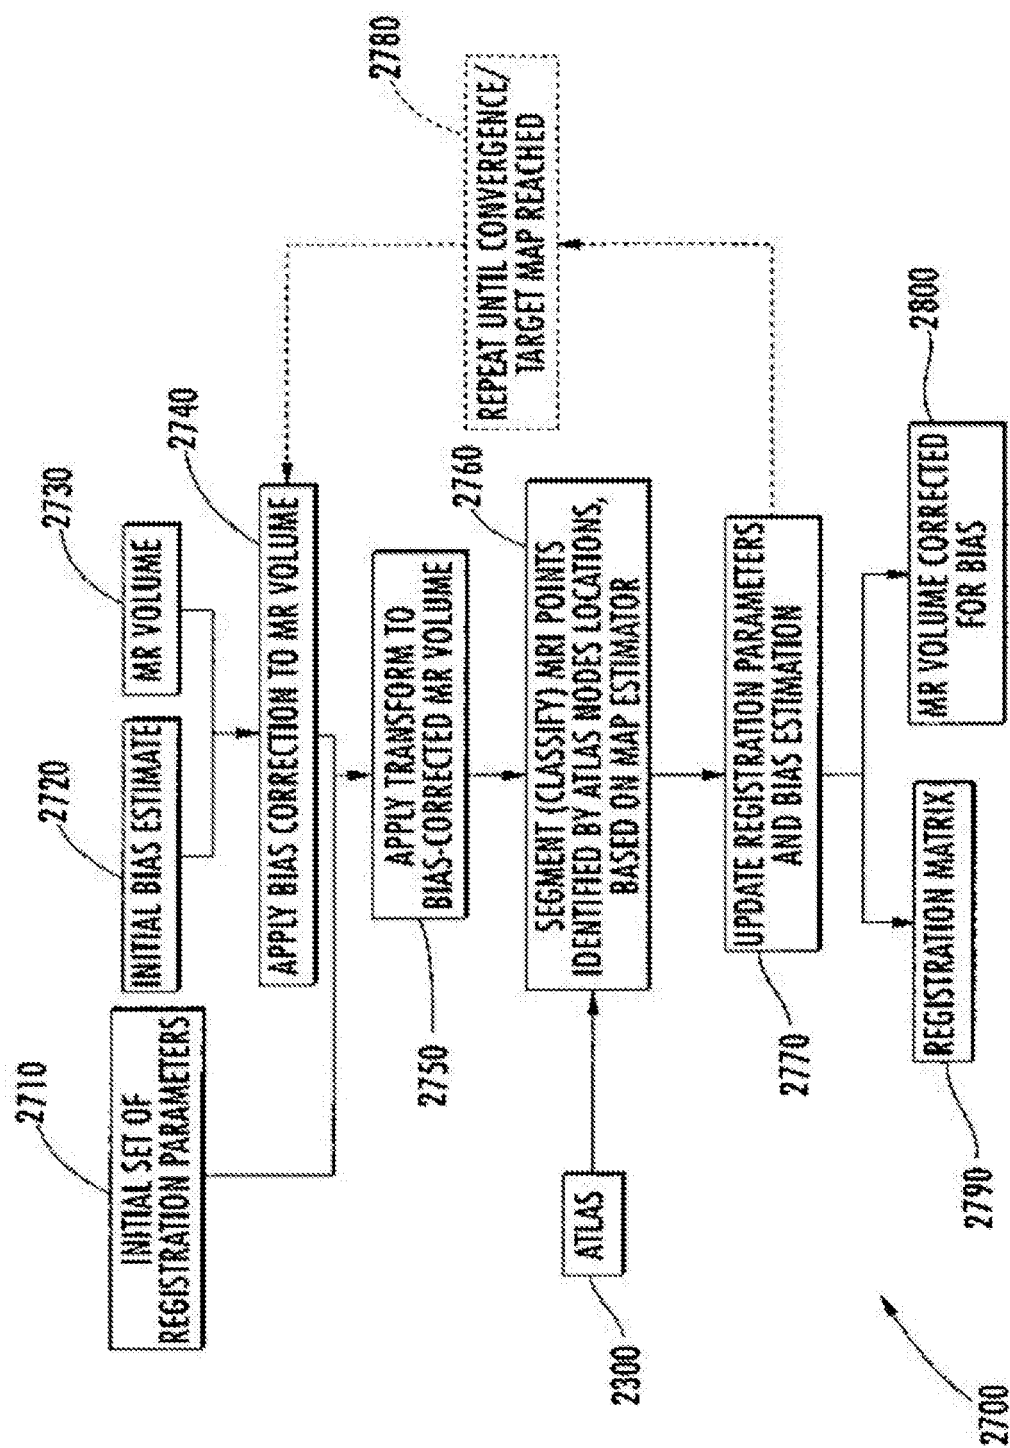 2710
INITIAL SET OF
REGISTRATION PARAMETERS
2720
INITIAL BIAS ESTIMATE
2730
MR VOLUME
2740
APPLY BIAS CORRECTION TO MR VOLUME
2750
APPLY TRANSFORM TO
BIAS-CORRECTED MR VOLUME
2760
SEGMENT (CLASSIFY) MRI POINTS
IDENTIFIED BY ATLAS NODES LOCATIONS,
BASED ON MAP ESTIMATOR
2780
REPEAT UNTIL CONVERGENCE/
TARGET MAP REACHED
ATLAS
2300
2770
UPDATE REGISTRATION PARAMETERS
AND BIAS ESTIMATION
2790
REGISTRATION MATRIX
2800
MR VOLUME CORRECTED
FOR BIAS
2700